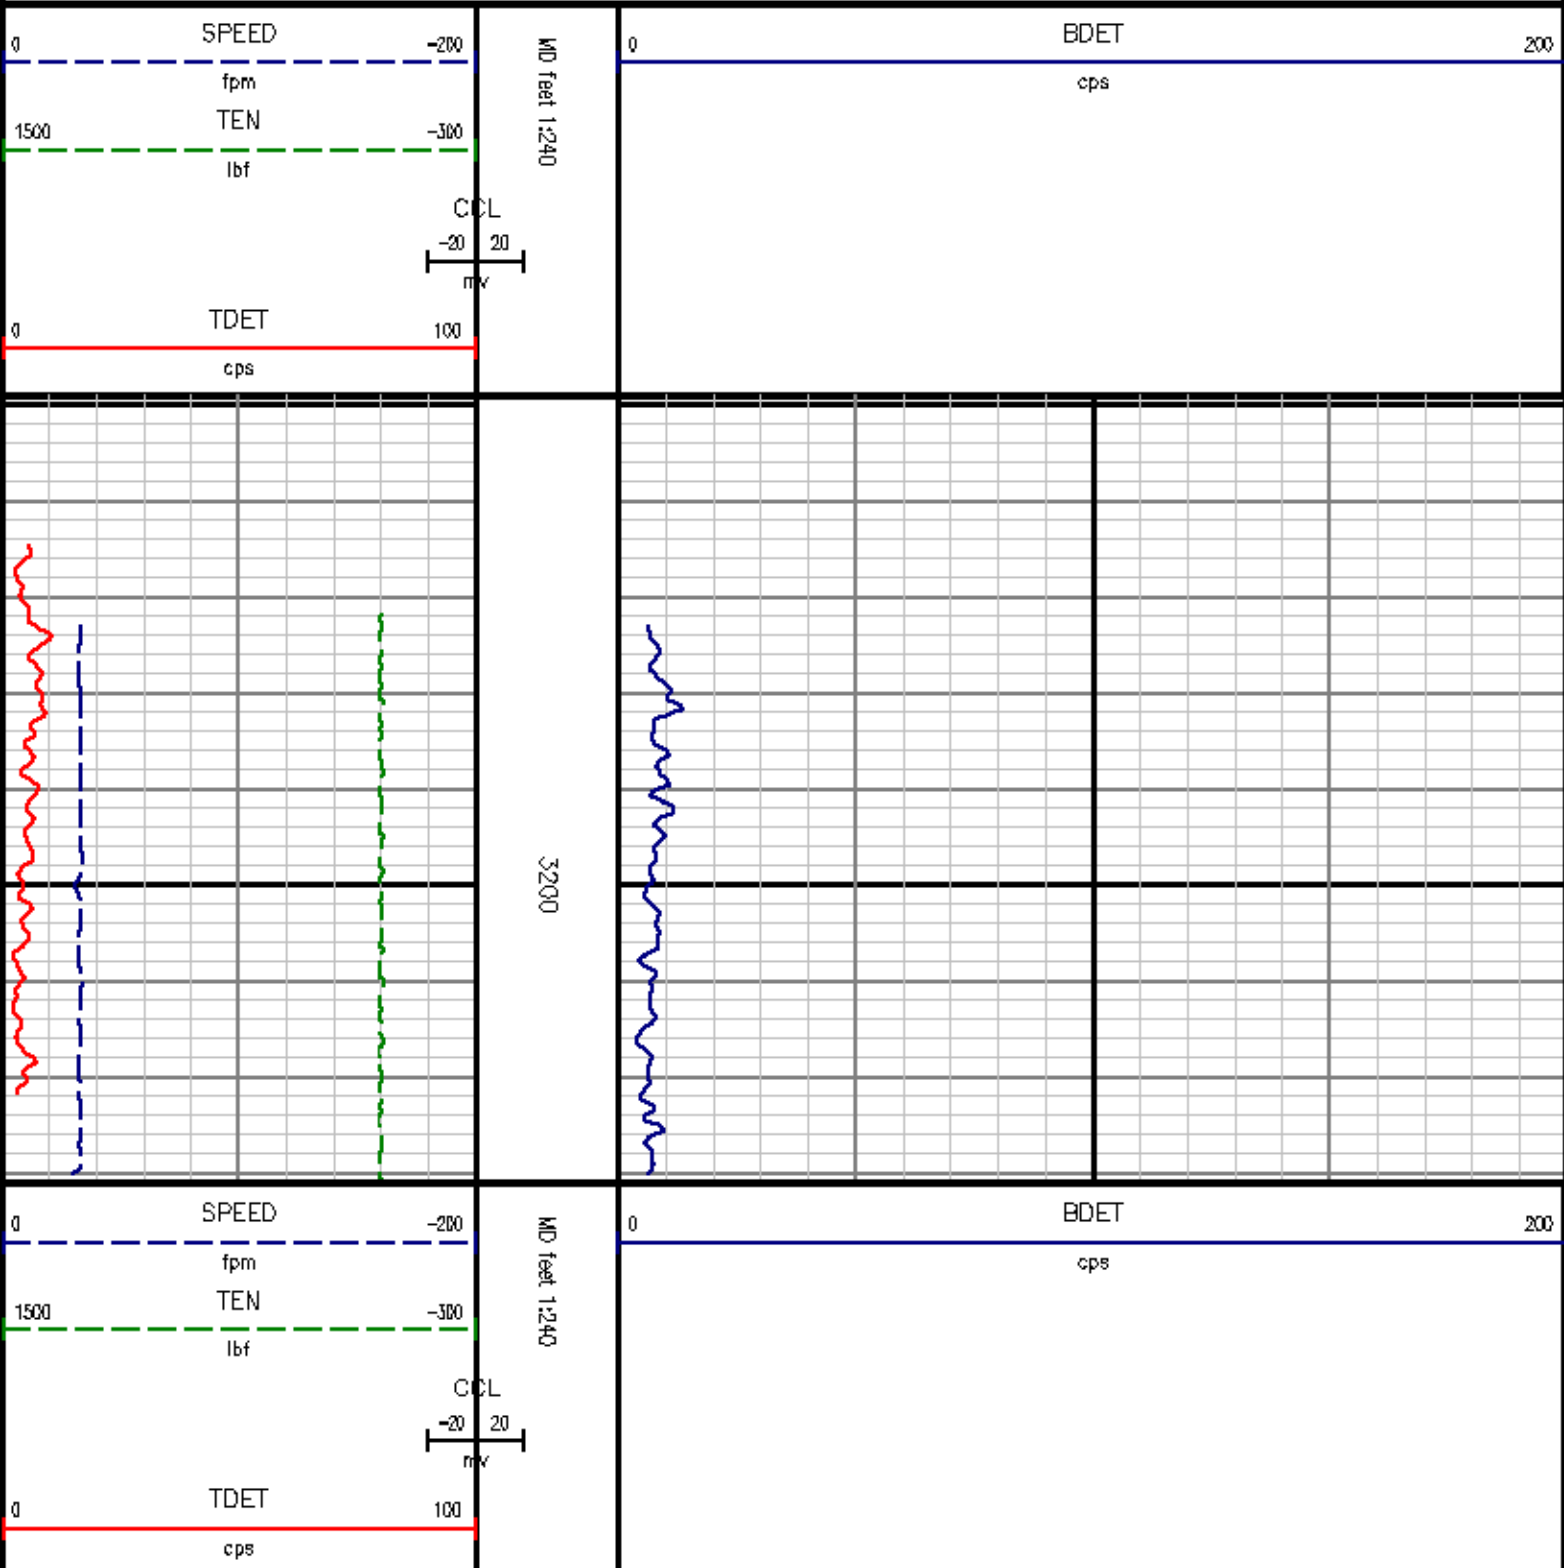 SPEED
0 -200
fpm
TEN
1500 -300
lbf
CCL
-20 20
mv
TDET
0 100
cps
MD feet 1:240
BDET
0 200
cps
3200
SPEED
0 -200
fpm
TEN
1500 -300
lbf
CCL
-20 20
mv
TDET
0 100
cps
MD feet 1:240
BDET
0 200
cps